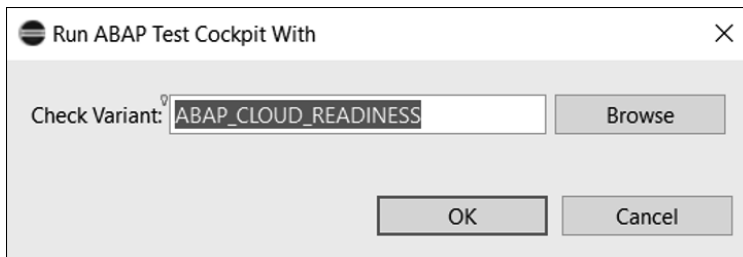 Run ABAP Test Cockpit With
Check Variant: ABAP_CLOUD_READINESS Browse
OK Cancel